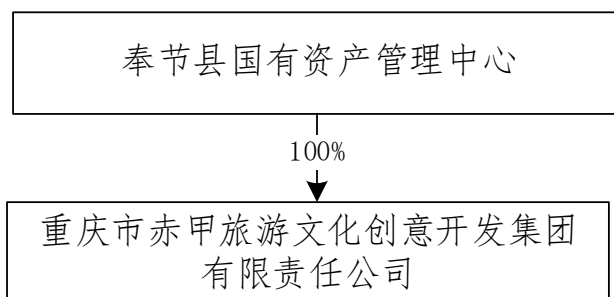 奉节县国有资产管理中心
100%
重庆市赤甲旅游文化创意开发集团
有限责任公司